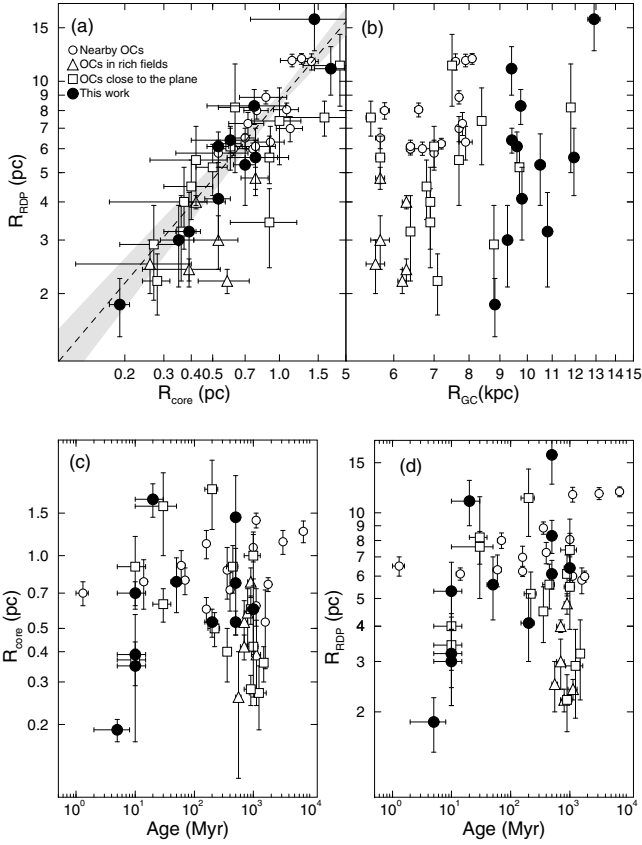 (a)
Nearby OCs
OCs in rich fields
OCs close to the plane
This work
15
10
8
7
6
5
4
3
2
R_RDP (pc)
0.2 0.3 0.4 0.5 0.7 1.0 1.5 5
R_core (pc)
(b)
6 7 8 9 10 11 12 13 14 15
R_GC(kpc)
(c)
1.5
1.0
0.7
0.5
0.4
0.3
0.2
R_core (pc)
10^0 10^1 10^2 10^3 10^4
Age (Myr)
(d)
15
10
8
7
6
5
4
3
2
R_RDP (pc)
10^0 10^1 10^2 10^3 10^4
Age (Myr)